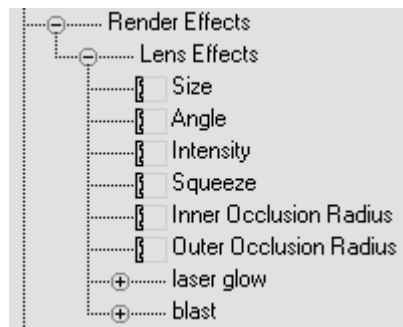 Render Effects
Lens Effects
Size
Angle
Intensity
Squeeze
Inner Occlusion Radius
Outer Occlusion Radius
laser glow
blast